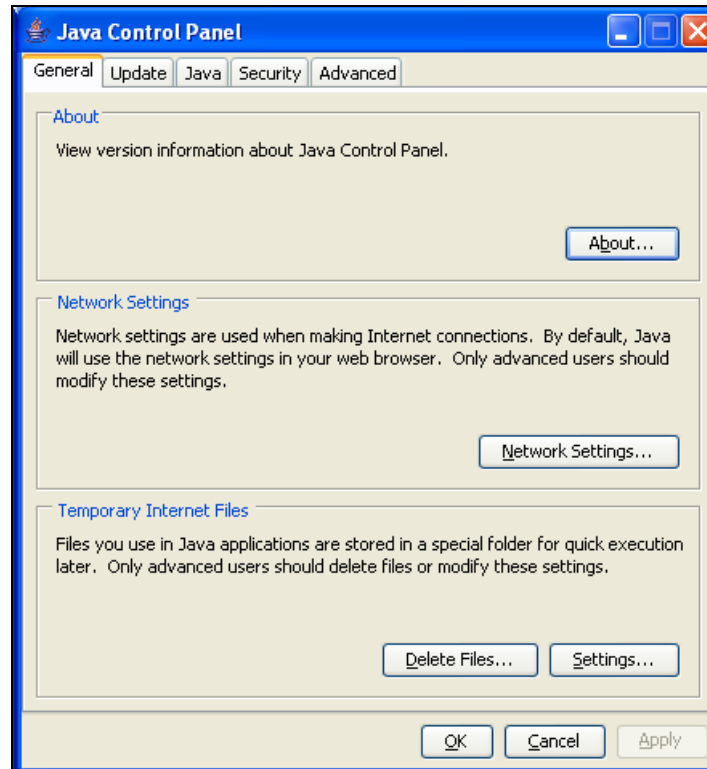 Java Control Panel
General Update Java Security Advanced
About
View version information about Java Control Panel.
About...
Network Settings
Network settings are used when making Internet connections.  By default, Java
will use the network settings in your web browser.  Only advanced users should
modify these settings.
Network Settings...
Temporary Internet Files
Files you use in Java applications are stored in a special folder for quick execution
later.  Only advanced users should delete files or modify these settings.
Delete Files... Settings...
OK Cancel Apply